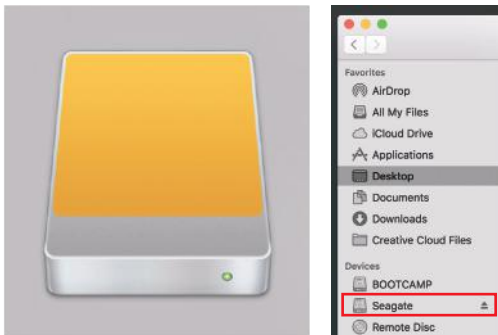 Favorites
AirDrop
All My Files
iCloud Drive
Applications
Desktop
Documents
Downloads
Creative Cloud Files
Devices
BOOTCAMP
Seagate
Remote Disc